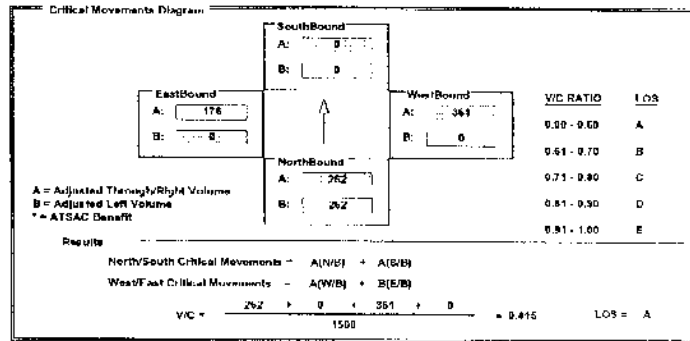 Critical Movements Diagram
SouthBound
A: 0
B: 0
EastBound
A: 176
B: 0
WestBound
A: 361
B: 0
NorthBound
A: 262
B: 262
V/C RATIO LOS
0.00 - 0.60 A
0.61 - 0.70 B
0.71 - 0.80 C
0.81 - 0.90 D
0.91 - 1.00 E
A = Adjusted Through/Right Volume
B = Adjusted Left Volume
* = ATSAC Benefit
Results
North/South Critical Movements = A(N/B) + A(S/B)
West/East Critical Movements = A(W/B) + B(E/B)
V/C = 262 + 0 + 361 + 0 = 0.415 LOS = A
1500